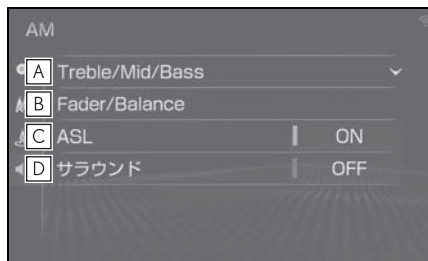 AM
A Treble/Mid/Bass
B Fader/Balance
C ASL ON
D サラウンド OFF